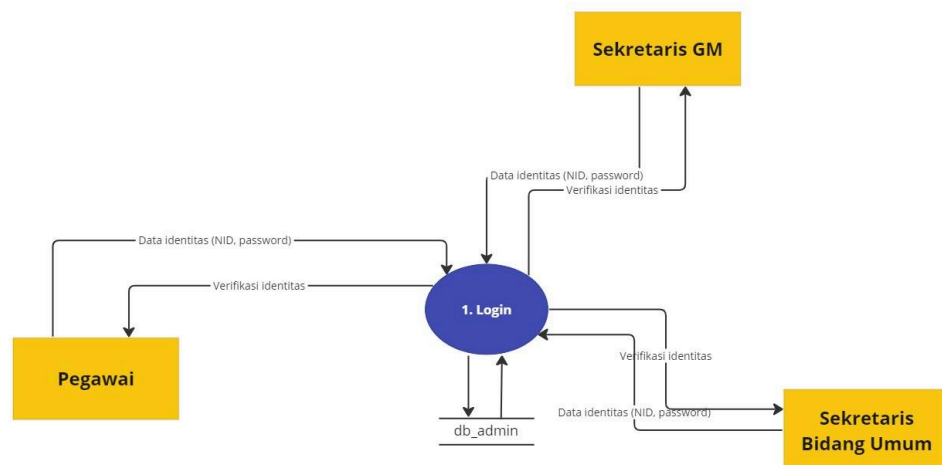 Sekretaris GM
Data identitas (NID, password)
Verifikasi identitas
Data identitas (NID, password)
Verifikasi identitas
1. Login
Pegawai
Verifikasi identitas
Data identitas (NID, password)
db_admin
Sekretaris
Bidang Umum